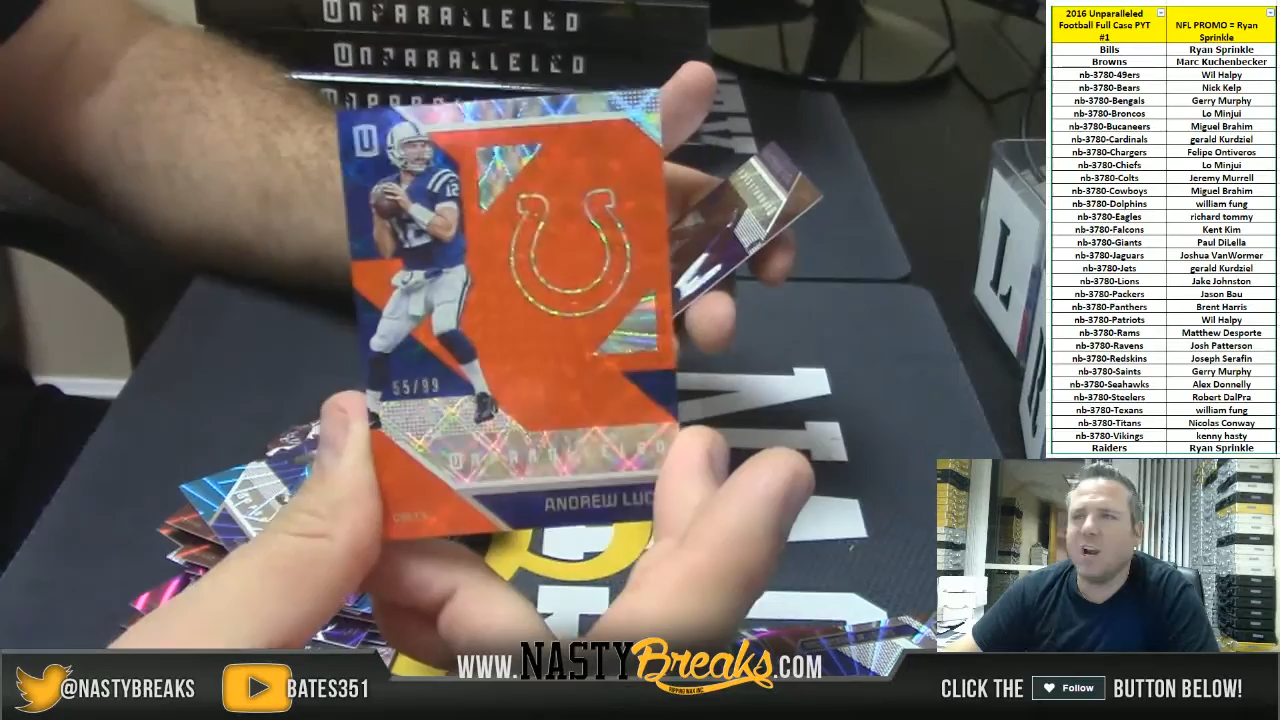 UNPARALLELED
UNPARALLELED
U
12
12
55/99
UNPARALLELED
ANDREW LUC
COLTS
2016 Unparalleled Football Full Case PYT #1 NFL PROMO = Ryan Sprinkle
Bills Ryan Sprinkle
Browns Marc Kuchenbecker
nb-3780-49ers Wil Halpy
nb-3780-Bears Nick Kelp
nb-3780-Bengals Gerry Murphy
nb-3780-Broncos Lo Minjui
nb-3780-Bucaneers Miguel Brahim
nb-3780-Cardinals gerald Kurdziel
nb-3780-Chargers Felipe Ontiveros
nb-3780-Chiefs Lo Minjui
nb-3780-Colts Jeremy Murrell
nb-3780-Cowboys Miguel Brahim
nb-3780-Dolphins william fung
nb-3780-Eagles richard tommy
nb-3780-Falcons Kent Kim
nb-3780-Giants Paul DiLella
nb-3780-Jaguars Joshua VanWormer
nb-3780-Jets gerald Kurdziel
nb-3780-Lions Jake Johnston
nb-3780-Packers Jason Bau
nb-3780-Panthers Brent Harris
nb-3780-Patriots Wil Halpy
nb-3780-Rams Matthew Desporte
nb-3780-Ravens Josh Patterson
nb-3780-Redskins Joseph Serafin
nb-3780-Saints Gerry Murphy
nb-3780-Seahawks Alex Donnelly
nb-3780-Steelers Robert DalPra
nb-3780-Texans william fung
nb-3780-Titans Nicolas Conway
nb-3780-Vikings kenny hasty
Raiders Ryan Sprinkle
@NASTYBREAKS
BATES351
WWW.NASTYBreaks.COM
RIPPING WAX INC.
CLICK THE Follow BUTTON BELOW!